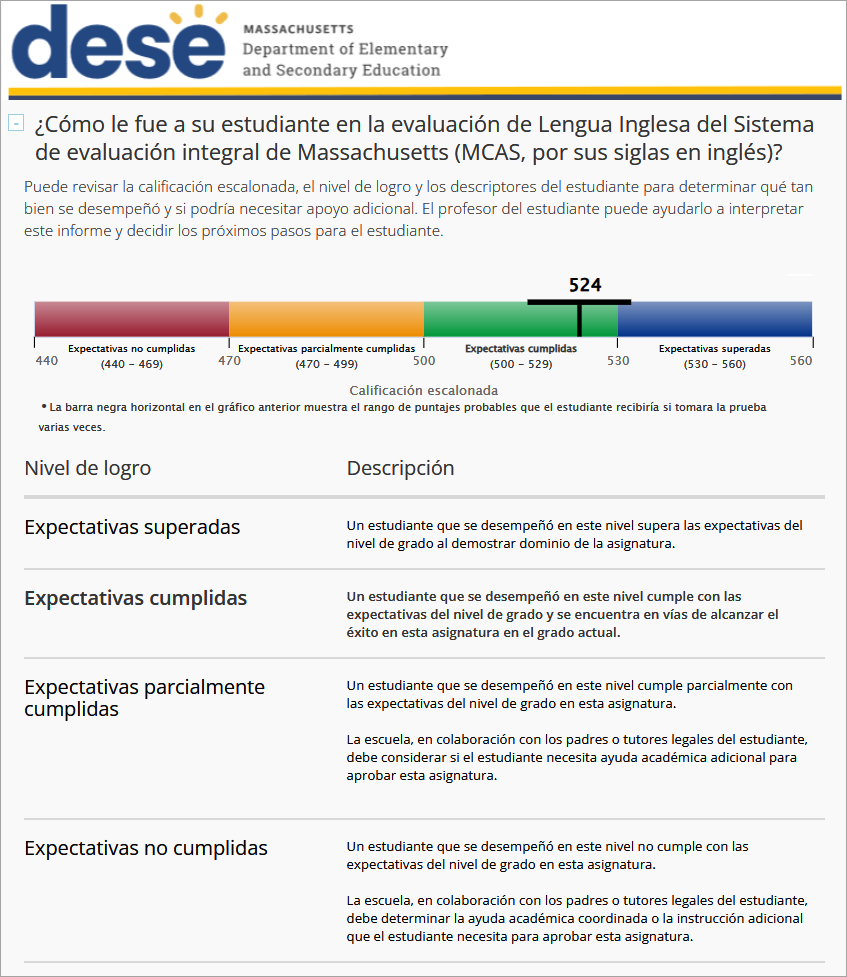 dese
MASSACHUSETTS
Department of Elementary
and Secondary Education
- ¿Cómo le fue a su estudiante en la evaluación de Lengua Inglesa del Sistema
de evaluación integral de Massachusetts (MCAS, por sus siglas en inglés)?
Puede revisar la calificación escalonada, el nivel de logro y los descriptores del estudiante para determinar qué tan
bien se desempeñó y si podría necesitar apoyo adicional. El profesor del estudiante puede ayudarlo a interpretar
este informe y decidir los próximos pasos para el estudiante.
524
Expectativas no cumplidas Expectativas parcialmente cumplidas Expectativas cumplidas Expectativas superadas
440 (440 – 469) 470 (470 – 499) 500 (500 – 529) 530 (530 – 560) 560
Calificación escalonada
• La barra negra horizontal en el gráfico anterior muestra el rango de puntajes probables que el estudiante recibiría si tomara la prueba
varias veces.
Nivel de logro Descripción
Expectativas superadas
Un estudiante que se desempeñó en este nivel supera las expectativas del
nivel de grado al demostrar dominio de la asignatura.
Expectativas cumplidas
Un estudiante que se desempeñó en este nivel cumple con las
expectativas del nivel de grado y se encuentra en vías de alcanzar el
éxito en esta asignatura en el grado actual.
Expectativas parcialmente
cumplidas
Un estudiante que se desempeñó en este nivel cumple parcialmente con
las expectativas del nivel de grado en esta asignatura.
La escuela, en colaboración con los padres o tutores legales del estudiante,
debe considerar si el estudiante necesita ayuda académica adicional para
aprobar esta asignatura.
Expectativas no cumplidas
Un estudiante que se desempeñó en este nivel no cumple con las
expectativas del nivel de grado en esta asignatura.
La escuela, en colaboración con los padres o tutores legales del estudiante,
debe determinar la ayuda académica coordinada o la instrucción adicional
que el estudiante necesita para aprobar esta asignatura.